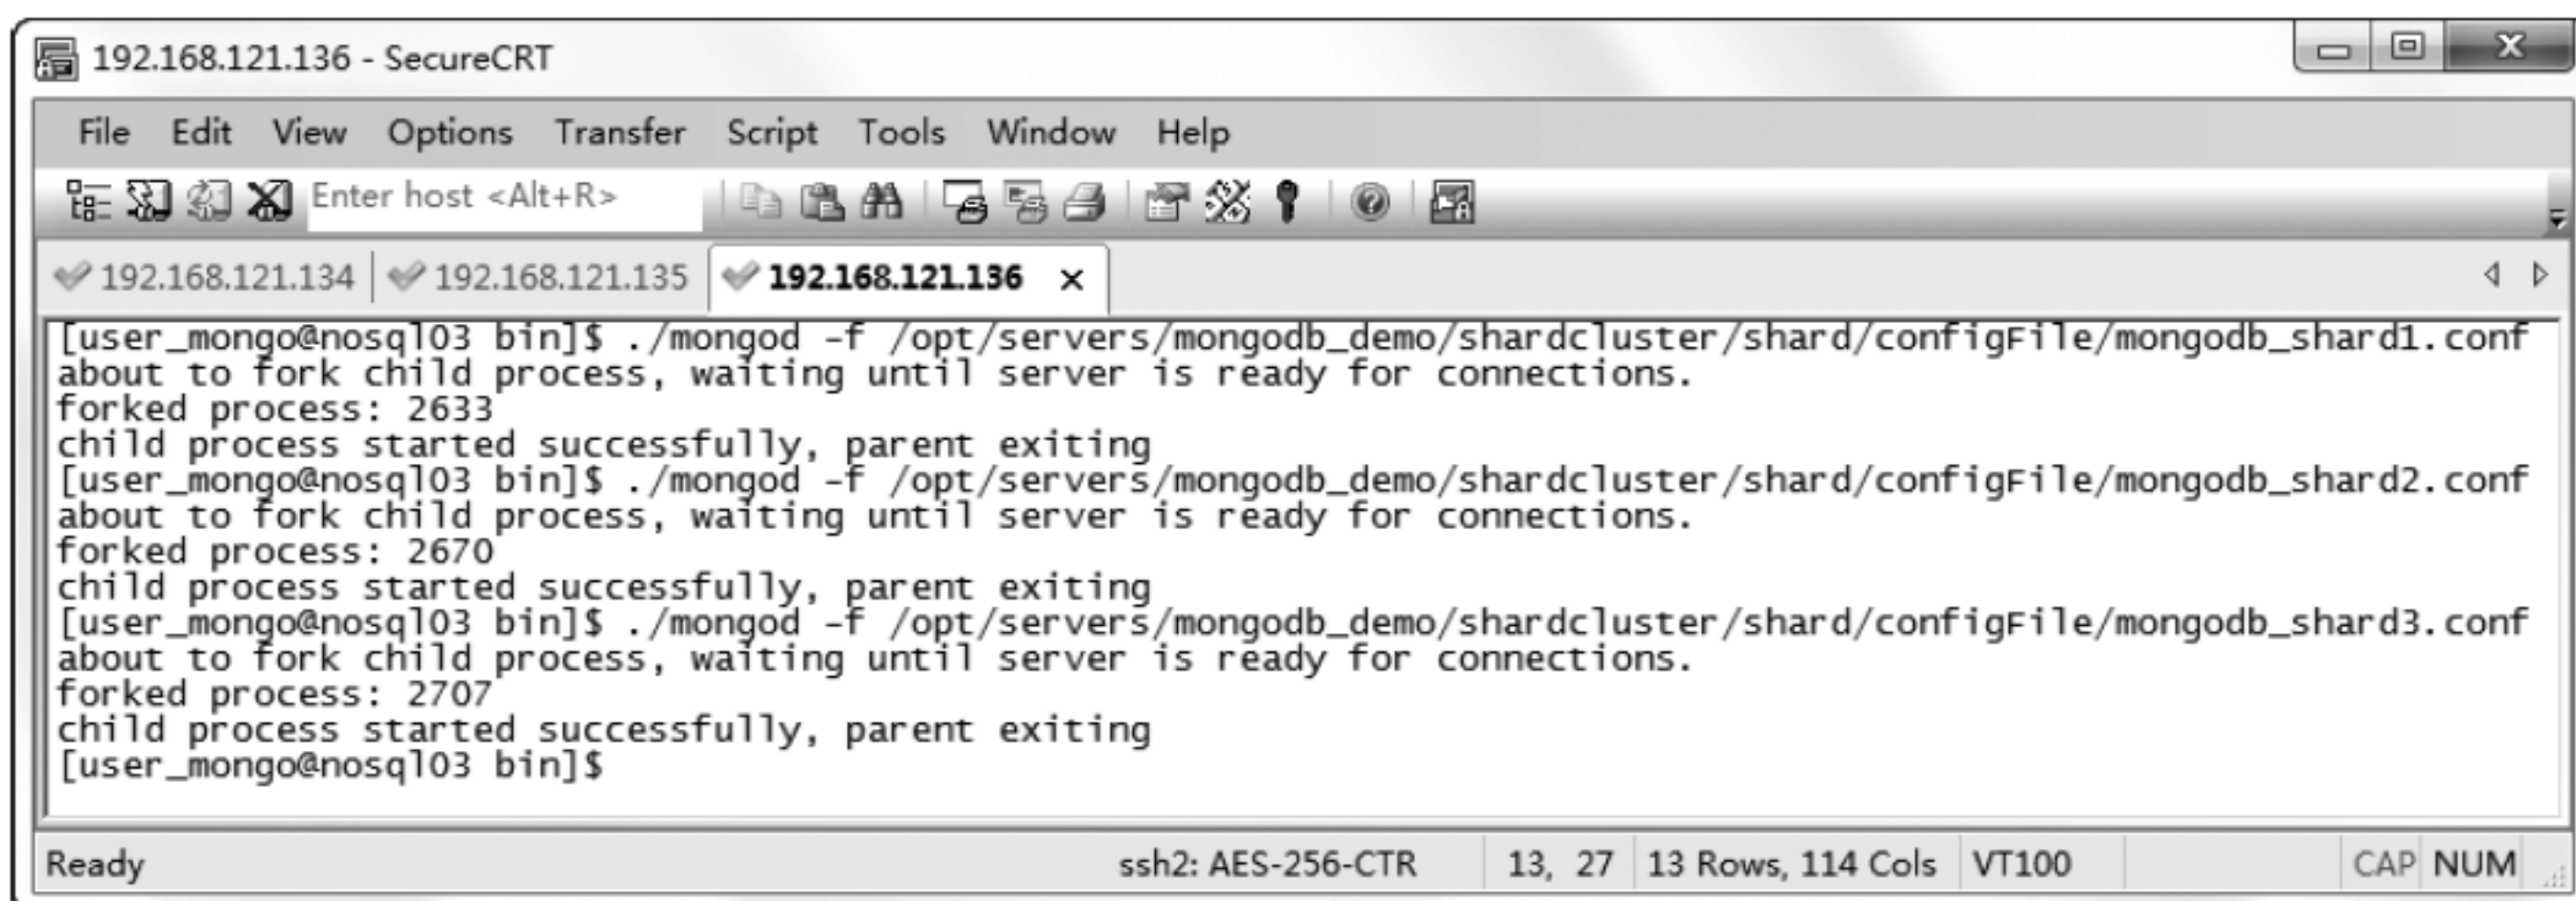 192.168.121.136 - SecureCRT
File Edit View Options Transfer Script Tools Window Help
Enter host <Alt+R>
192.168.121.134 192.168.121.135 192.168.121.136
[user_mongo@nosql03 bin]$ ./mongod -f /opt/servers/mongodb_demo/shardcluster/shard/configFile/mongodb_shard1.conf
about to fork child process, waiting until server is ready for connections.
forked process: 2633
child process started successfully, parent exiting
[user_mongo@nosql03 bin]$ ./mongod -f /opt/servers/mongodb_demo/shardcluster/shard/configFile/mongodb_shard2.conf
about to fork child process, waiting until server is ready for connections.
forked process: 2670
child process started successfully, parent exiting
[user_mongo@nosql03 bin]$ ./mongod -f /opt/servers/mongodb_demo/shardcluster/shard/configFile/mongodb_shard3.conf
about to fork child process, waiting until server is ready for connections.
forked process: 2707
child process started successfully, parent exiting
[user_mongo@nosql03 bin]$
Ready ssh2: AES-256-CTR 13, 27 13 Rows, 114 Cols VT100 CAP NUM